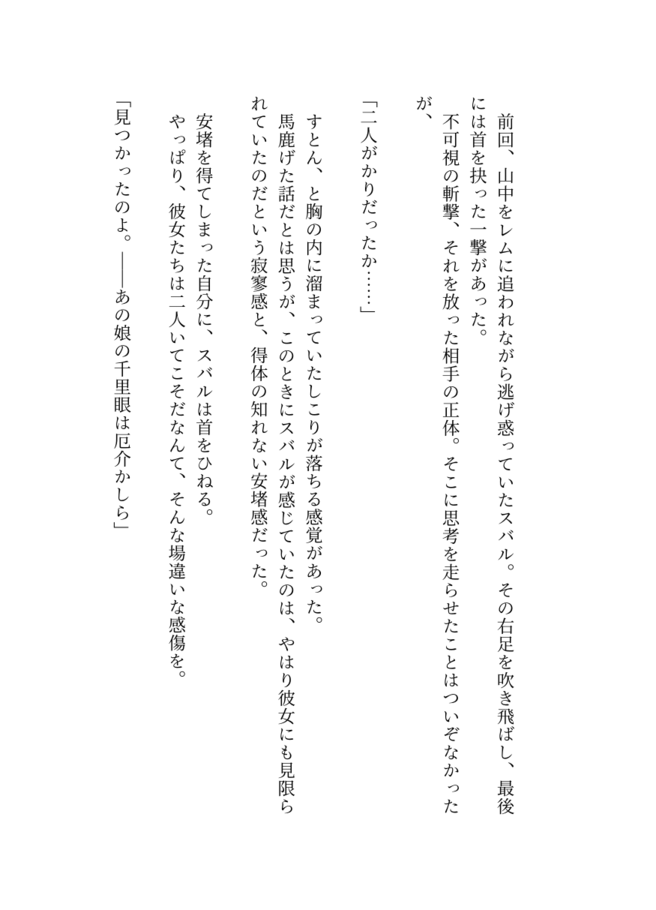 前回、山中をレムに追われながら逃げ惑っていたスバル。その右足を吹き飛ばし、最後
には首を抉った一撃があった。
不可視の斬撃、それを放った相手の正体。そこに思考を走らせたことはついぞなかった
が、
「二人がかりだったか……」
すとん、と胸の内に溜まっていたしこりが落ちる感覚があった。
馬鹿げた話だとは思うが、このときにスバルが感じていたのは、やはり彼女にも見限ら
れていたのだという寂寥感と、得体の知れない安堵感だった。
安堵を得てしまった自分に、スバルは首をひねる。
やっぱり、彼女たちは二人いてこそだなんて、そんな場違いな感傷を。
「見つかったのよ。――あの娘の千里眼は厄介かしら」